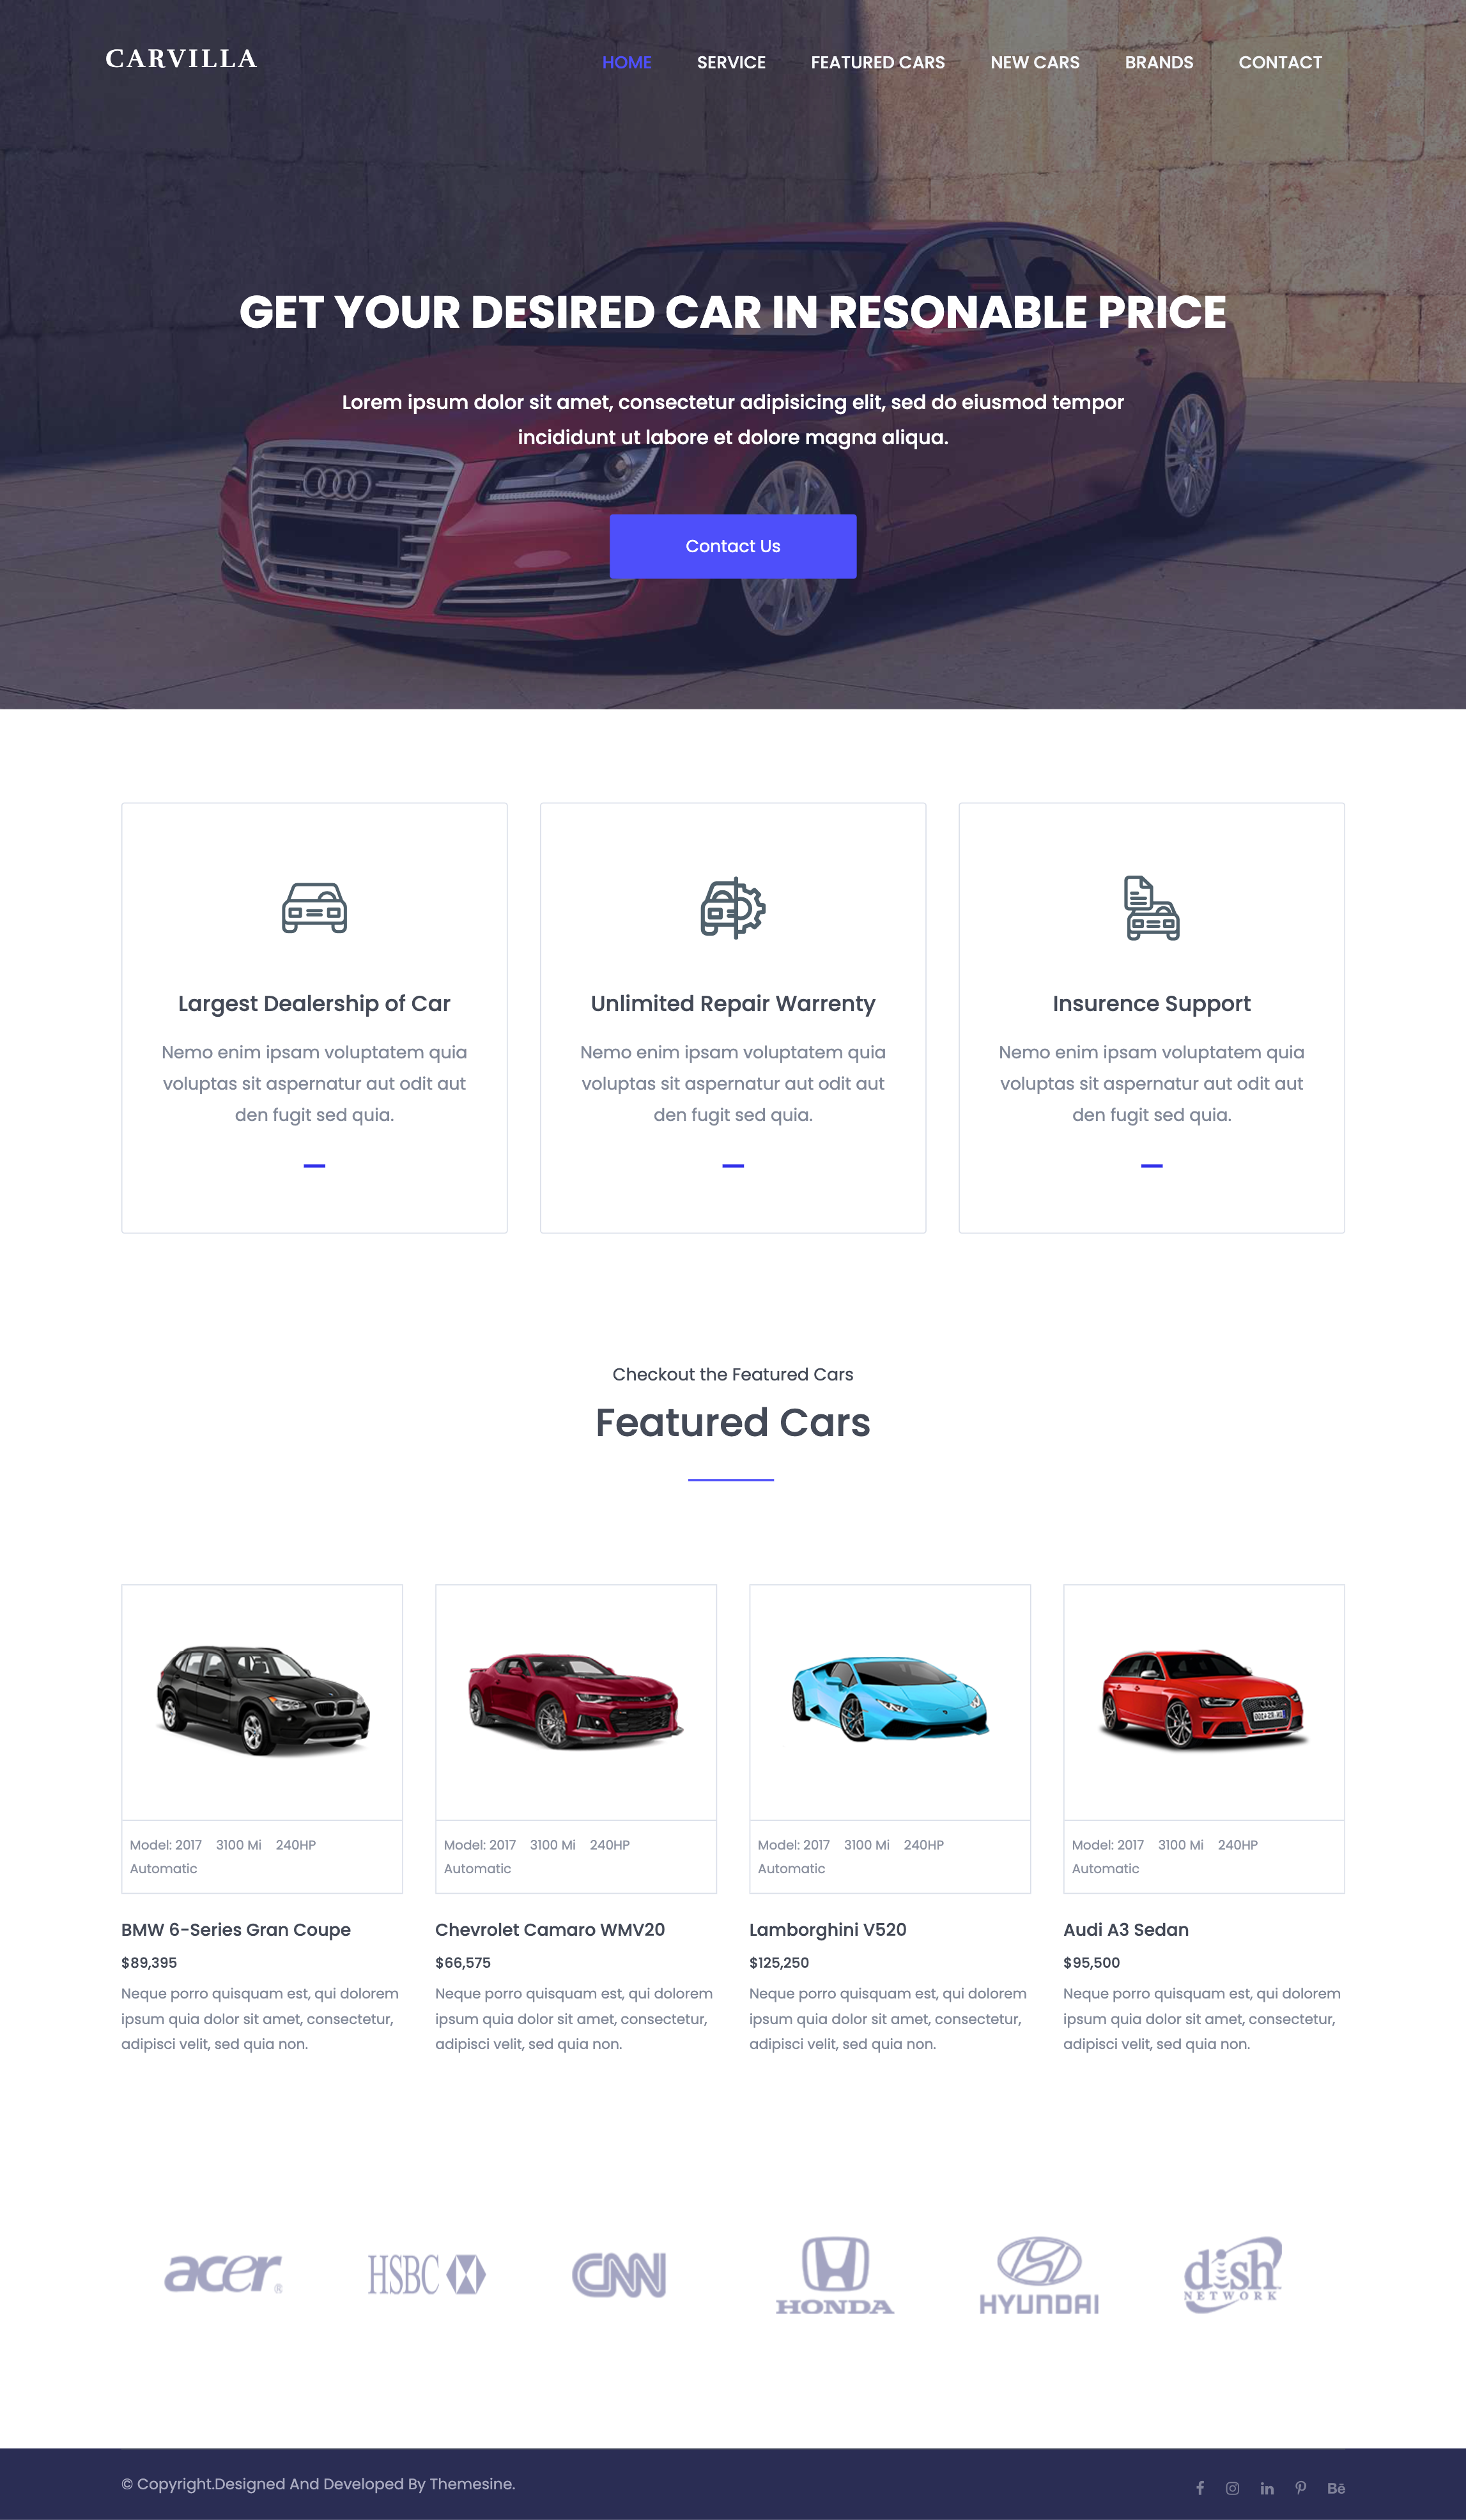 CARVILLA
HOME SERVICE FEATURED CARS NEW CARS BRANDS CONTACT
GET YOUR DESIRED CAR IN RESONABLE PRICE
Lorem ipsum dolor sit amet, consectetur adipisicing elit, sed do eiusmod tempor
incididunt ut labore et dolore magna aliqua.
Contact Us
Largest Dealership of Car
Nemo enim ipsam voluptatem quia
voluptas sit aspernatur aut odit aut
den fugit sed quia.
Unlimited Repair Warrenty
Nemo enim ipsam voluptatem quia
voluptas sit aspernatur aut odit aut
den fugit sed quia.
Insurence Support
Nemo enim ipsam voluptatem quia
voluptas sit aspernatur aut odit aut
den fugit sed quia.
Checkout the Featured Cars
Featured Cars
Model: 2017 3100 Mi 240HP
Automatic
BMW 6-Series Gran Coupe
$89,395
Neque porro quisquam est, qui dolorem
ipsum quia dolor sit amet, consectetur,
adipisci velit, sed quia non.
Model: 2017 3100 Mi 240HP
Automatic
Chevrolet Camaro WMV20
$66,575
Neque porro quisquam est, qui dolorem
ipsum quia dolor sit amet, consectetur,
adipisci velit, sed quia non.
Model: 2017 3100 Mi 240HP
Automatic
Lamborghini V520
$125,250
Neque porro quisquam est, qui dolorem
ipsum quia dolor sit amet, consectetur,
adipisci velit, sed quia non.
Model: 2017 3100 Mi 240HP
Automatic
Audi A3 Sedan
$95,500
Neque porro quisquam est, qui dolorem
ipsum quia dolor sit amet, consectetur,
adipisci velit, sed quia non.
acer®
HSBC
CNN
HONDA
HYUNDAI
dish
NETWORK
© Copyright.Designed And Developed By Themesine.
f in Bē